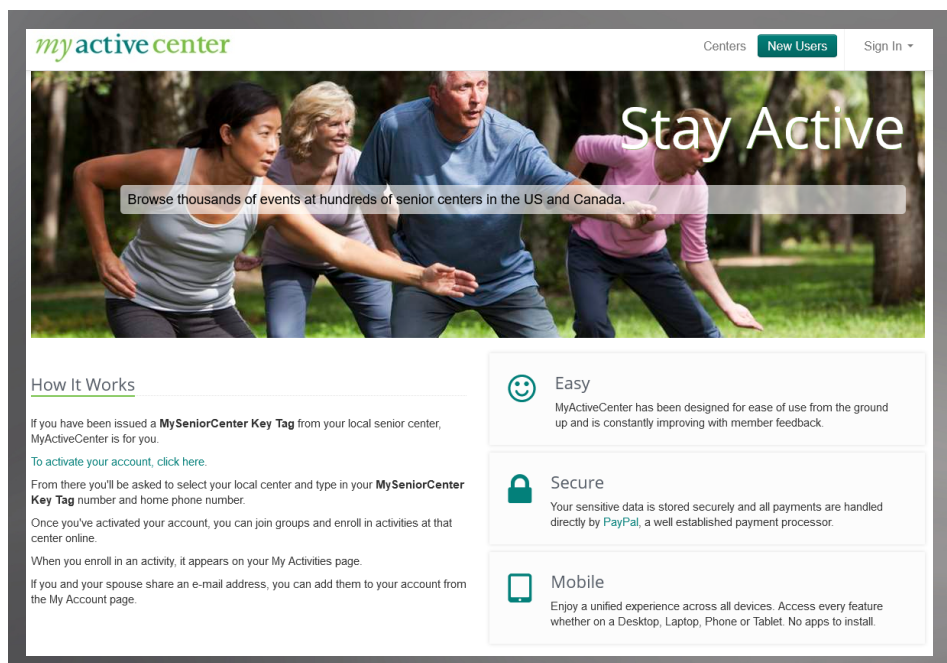 my active center
Centers
New Users
Sign In
Stay Active
Browse thousands of events at hundreds of senior centers in the US and Canada.
How It Works
If you have been issued a MySeniorCenter Key Tag from your local senior center,
MyActiveCenter is for you.
To activate your account, click here.
From there you'll be asked to select your local center and type in your MySeniorCenter
Key Tag number and home phone number.
Once you've activated your account, you can join groups and enroll in activities at that
center online.
When you enroll in an activity, it appears on your My Activities page.
If you and your spouse share an e-mail address, you can add them to your account from
the My Account page.
Easy
MyActiveCenter has been designed for ease of use from the ground
up and is constantly improving with member feedback.
Secure
Your sensitive data is stored securely and all payments are handled
directly by PayPal, a well established payment processor.
Mobile
Enjoy a unified experience across all devices. Access every feature
whether on a Desktop, Laptop, Phone or Tablet. No apps to install.